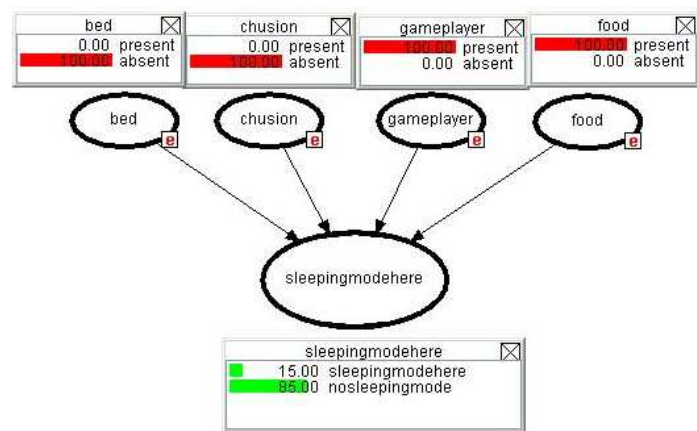 bed
0.00 present
100.00 absent
chusion
0.00 present
100.00 absent
gameplayer
100.00 present
0.00 absent
food
100.00 present
0.00 absent
bed
e
chusion
e
gameplayer
e
food
e
sleepingmodehere
sleepingmodehere
15.00 sleepingmodehere
85.00 nosleepingmode